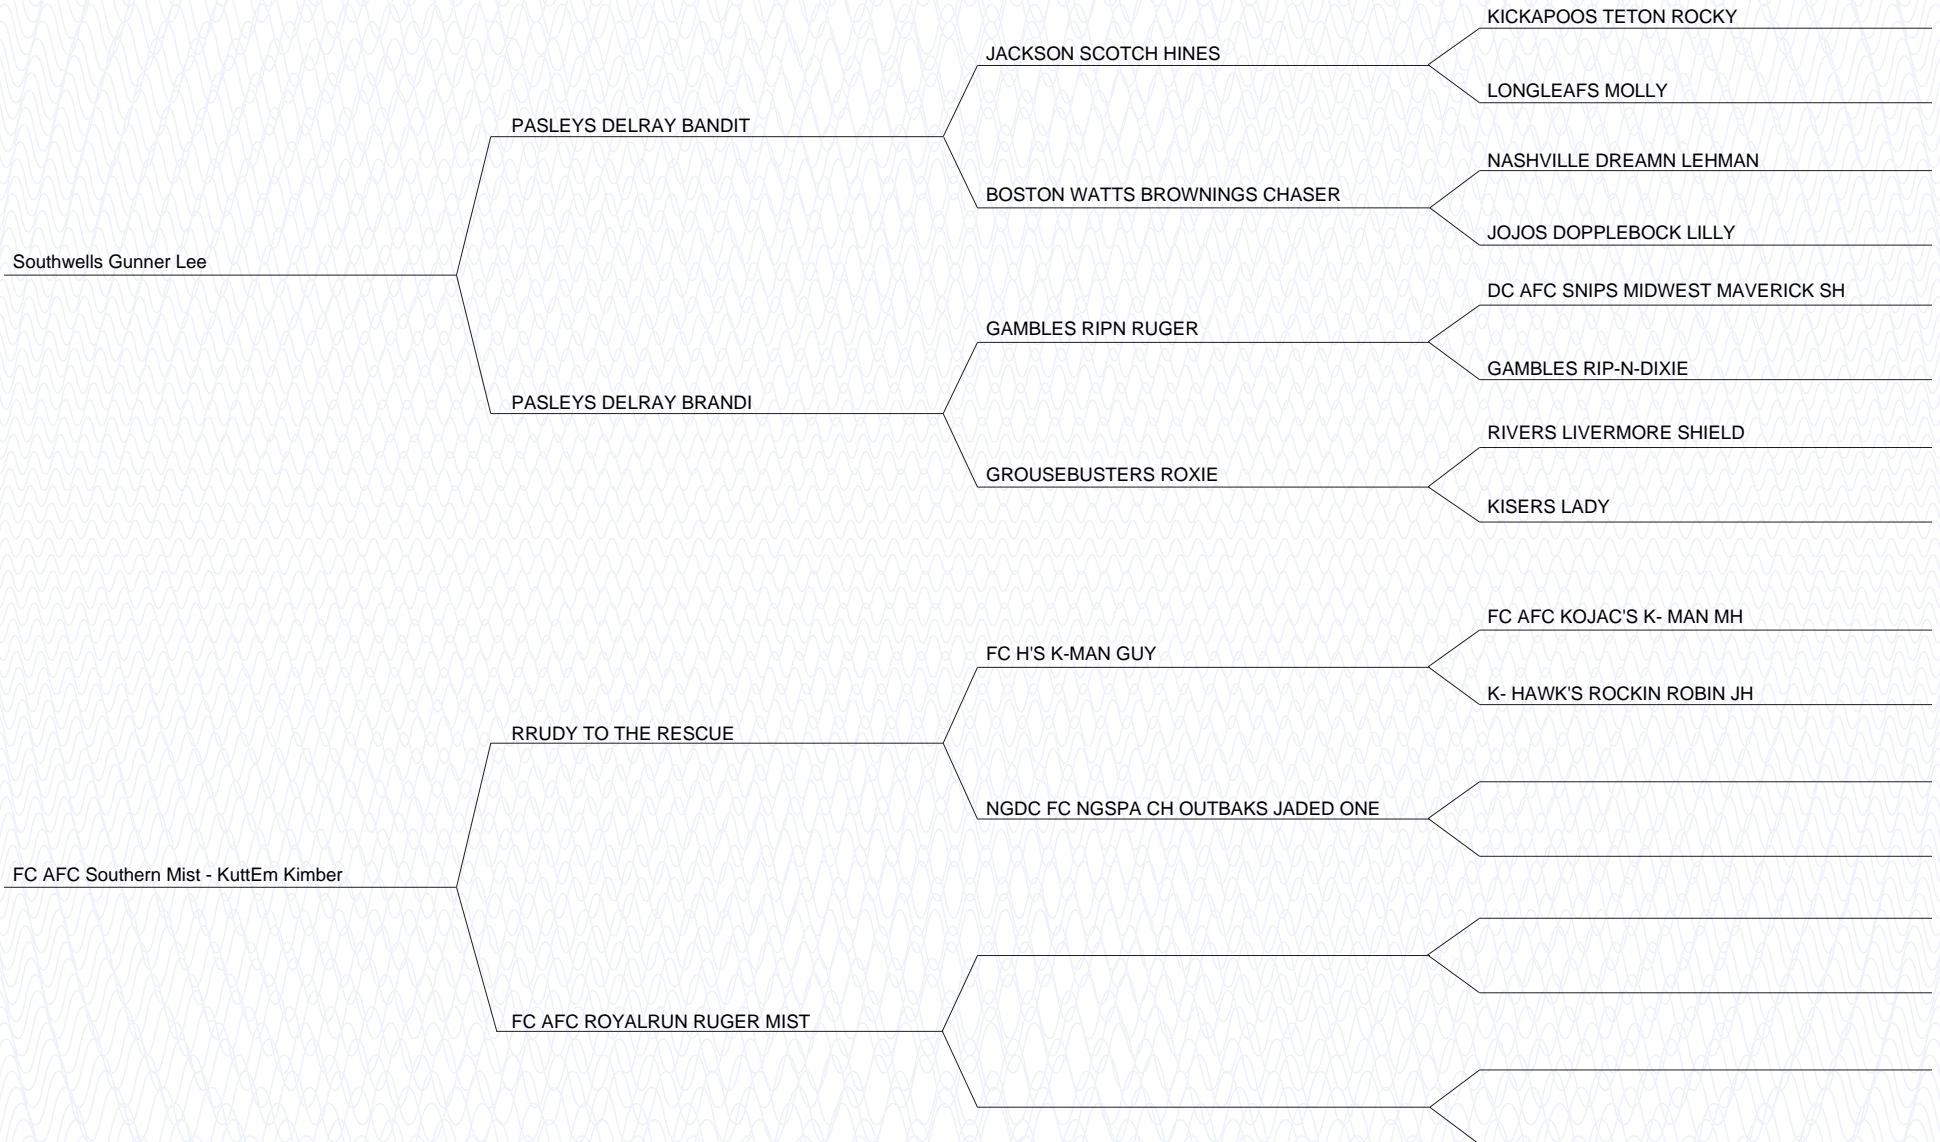 KICKAPOOS TETON ROCKY
JACKSON SCOTCH HINES
LONGLEAFS MOLLY
PASLEYS DELRAY BANDIT
NASHVILLE DREAMN LEHMAN
BOSTON WATTS BROWNINGS CHASER
JOJOS DOPPLEBOCK LILLY
Southwells Gunner Lee
DC AFC SNIPS MIDWEST MAVERICK SH
GAMBLES RIPN RUGER
GAMBLES RIP-N-DIXIE
PASLEYS DELRAY BRANDI
RIVERS LIVERMORE SHIELD
GROUSEBUSTERS ROXIE
KISERS LADY
FC AFC KOJAC'S K- MAN MH
FC H'S K-MAN GUY
K- HAWK'S ROCKIN ROBIN JH
RRUDY TO THE RESCUE
NGDC FC NGSPA CH OUTBAKS JADED ONE
FC AFC Southern Mist - KuttEm Kimber
FC AFC ROYALRUN RUGER MIST